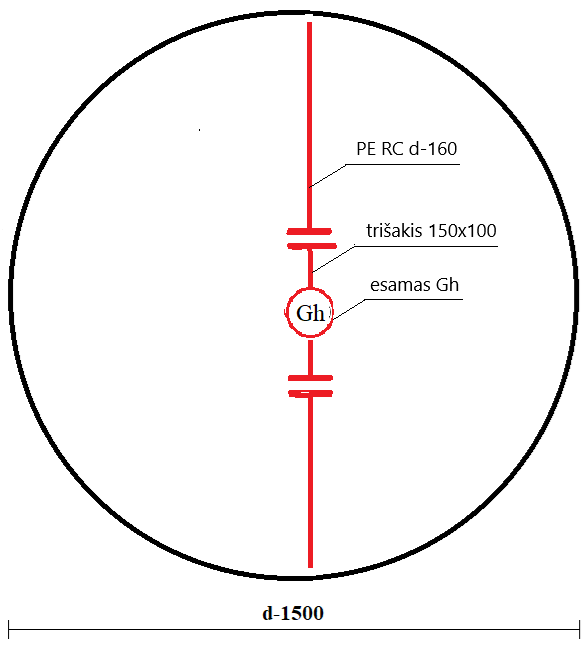 PE RC d-160
trišakis 150x100
esamas Gh
Gh
d-1500